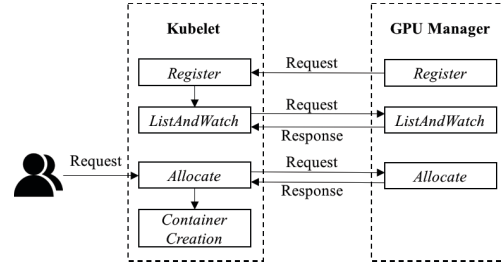 Kubelet
GPU Manager
Register
Request
Register
ListAndWatch
Request
Response
ListAndWatch
Request
Allocate
Request
Response
Allocate
Container
Creation